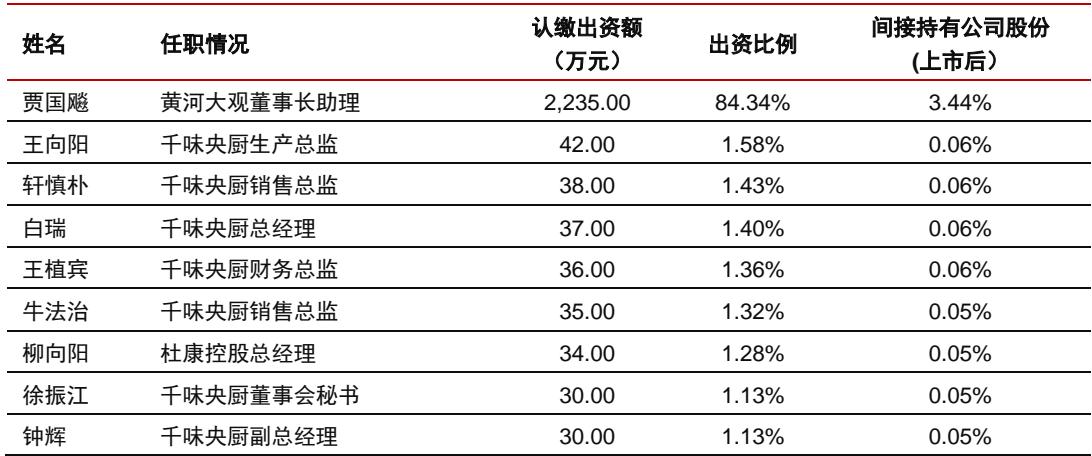 姓名 任职情况 认缴出资额（万元） 出资比例 间接持有公司股份(上市后）
贾国飚 黄河大观董事长助理 2,235.00 84.34% 3.44%
王向阳 千味央厨生产总监 42.00 1.58% 0.06%
轩慎朴 千味央厨销售总监 38.00 1.43% 0.06%
白瑞 千味央厨总经理 37.00 1.40% 0.06%
王植宾 千味央厨财务总监 36.00 1.36% 0.06%
牛法治 千味央厨销售总监 35.00 1.32% 0.05%
柳向阳 杜康控股总经理 34.00 1.28% 0.05%
徐振江 千味央厨董事会秘书 30.00 1.13% 0.05%
钟辉 千味央厨副总经理 30.00 1.13% 0.05%